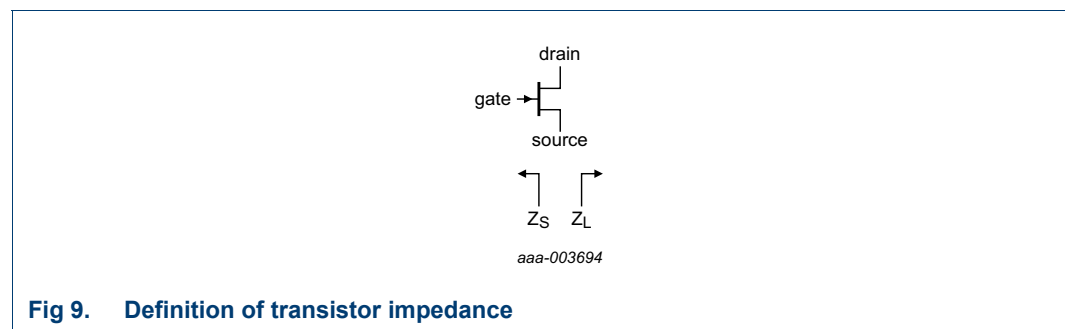 drain
gate
source
ZS ZL
aaa-003694
Fig 9. Definition of transistor impedance